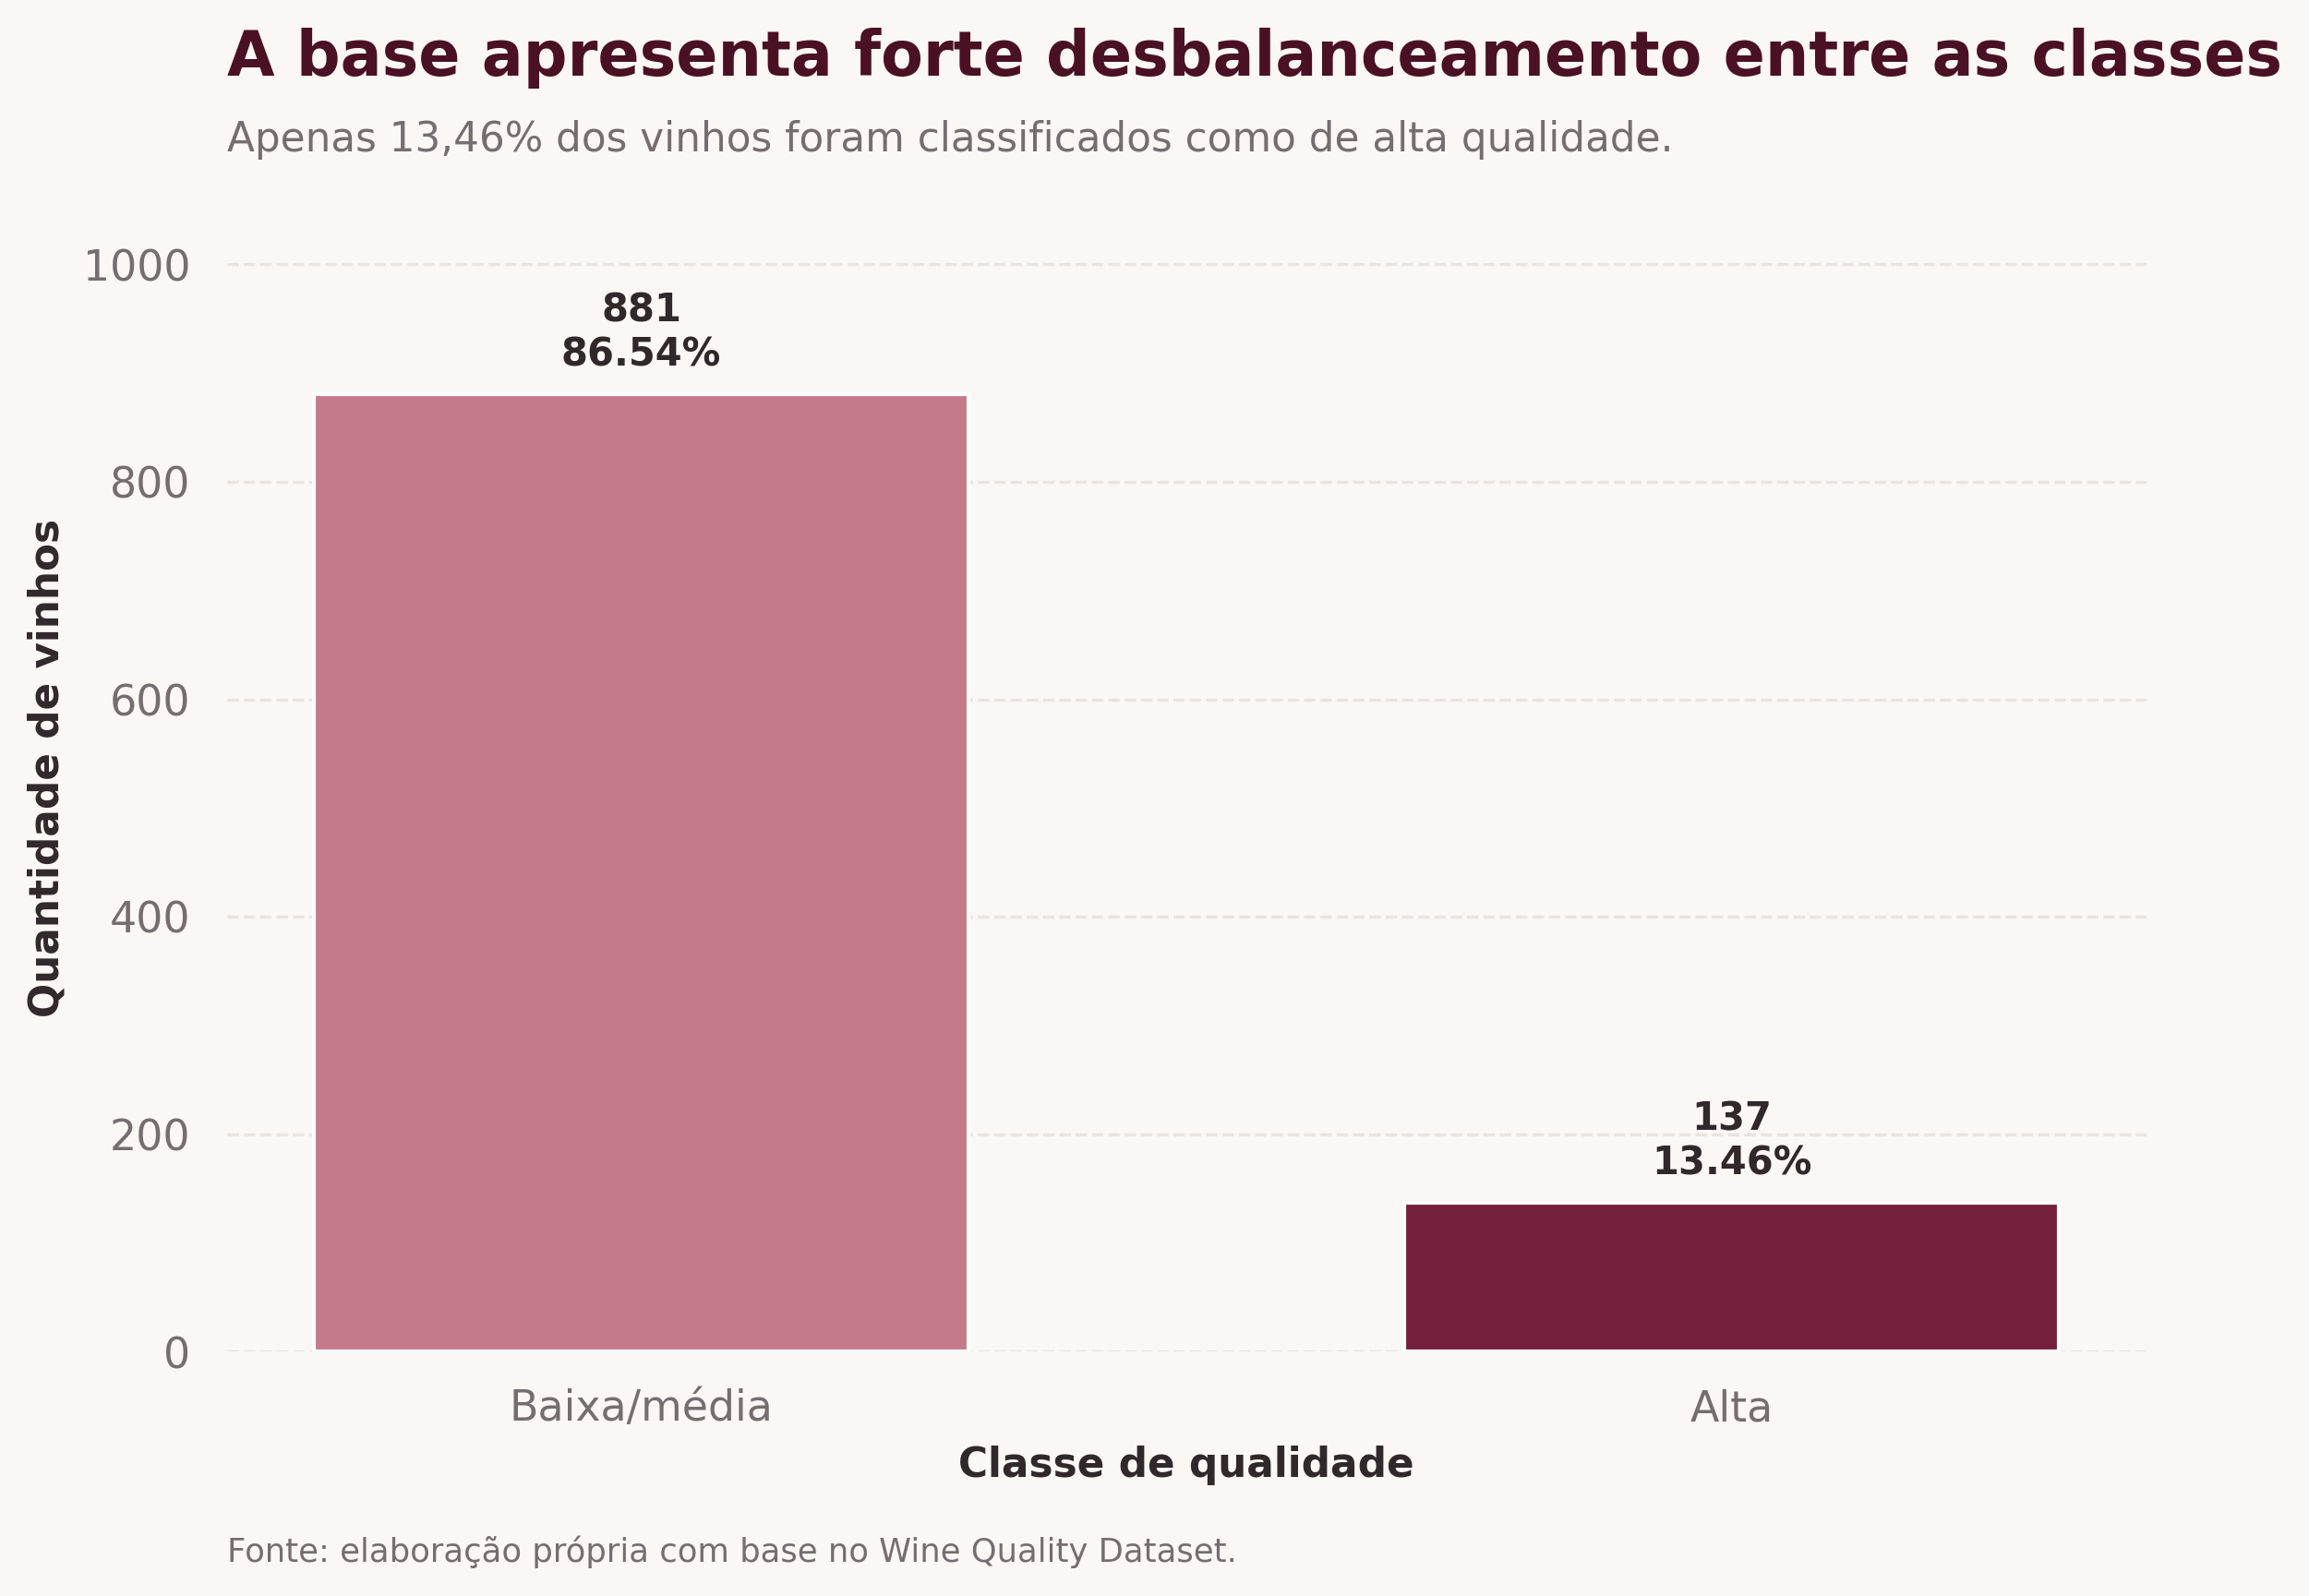 A base apresenta forte desbalanceamento entre as classes
Apenas 13,46% dos vinhos foram classificados como de alta qualidade.
1000
881
86.54%
800
600
400
200
0
Quantidade de vinhos
137
13.46%
Baixa/média
Alta
Classe de qualidade
Fonte: elaboração própria com base no Wine Quality Dataset.